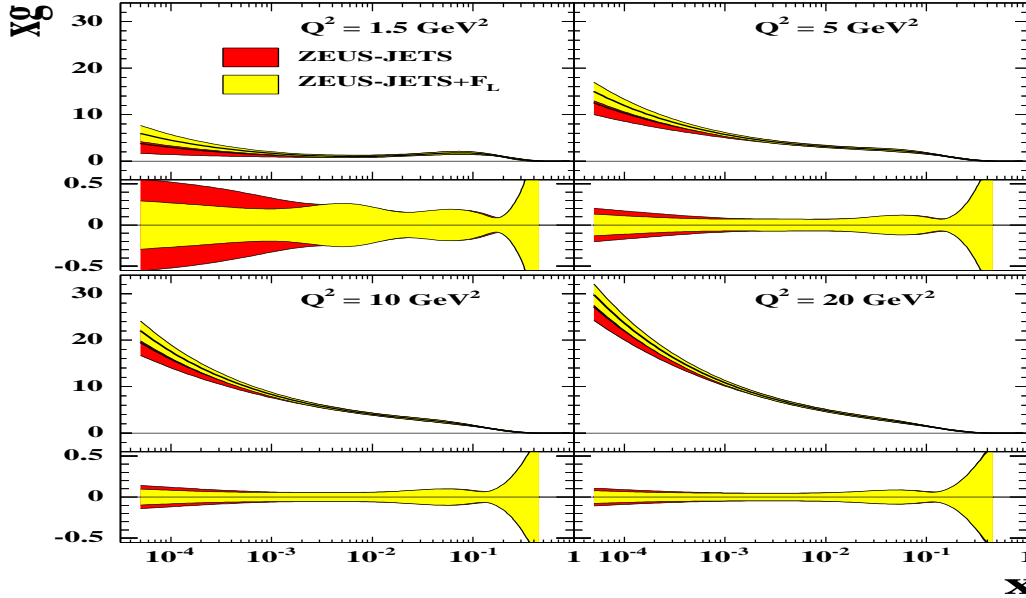 xg
Q² = 1.5 GeV²
Q² = 5 GeV²
ZEUS-JETS
ZEUS-JETS+F_L
30
20
10
0
0.5
0
-0.5
Q² = 10 GeV²
Q² = 20 GeV²
30
20
10
0
0.5
0
-0.5
10⁻⁴ 10⁻³ 10⁻² 10⁻¹ 1 10⁻⁴ 10⁻³ 10⁻² 10⁻¹ 1
x